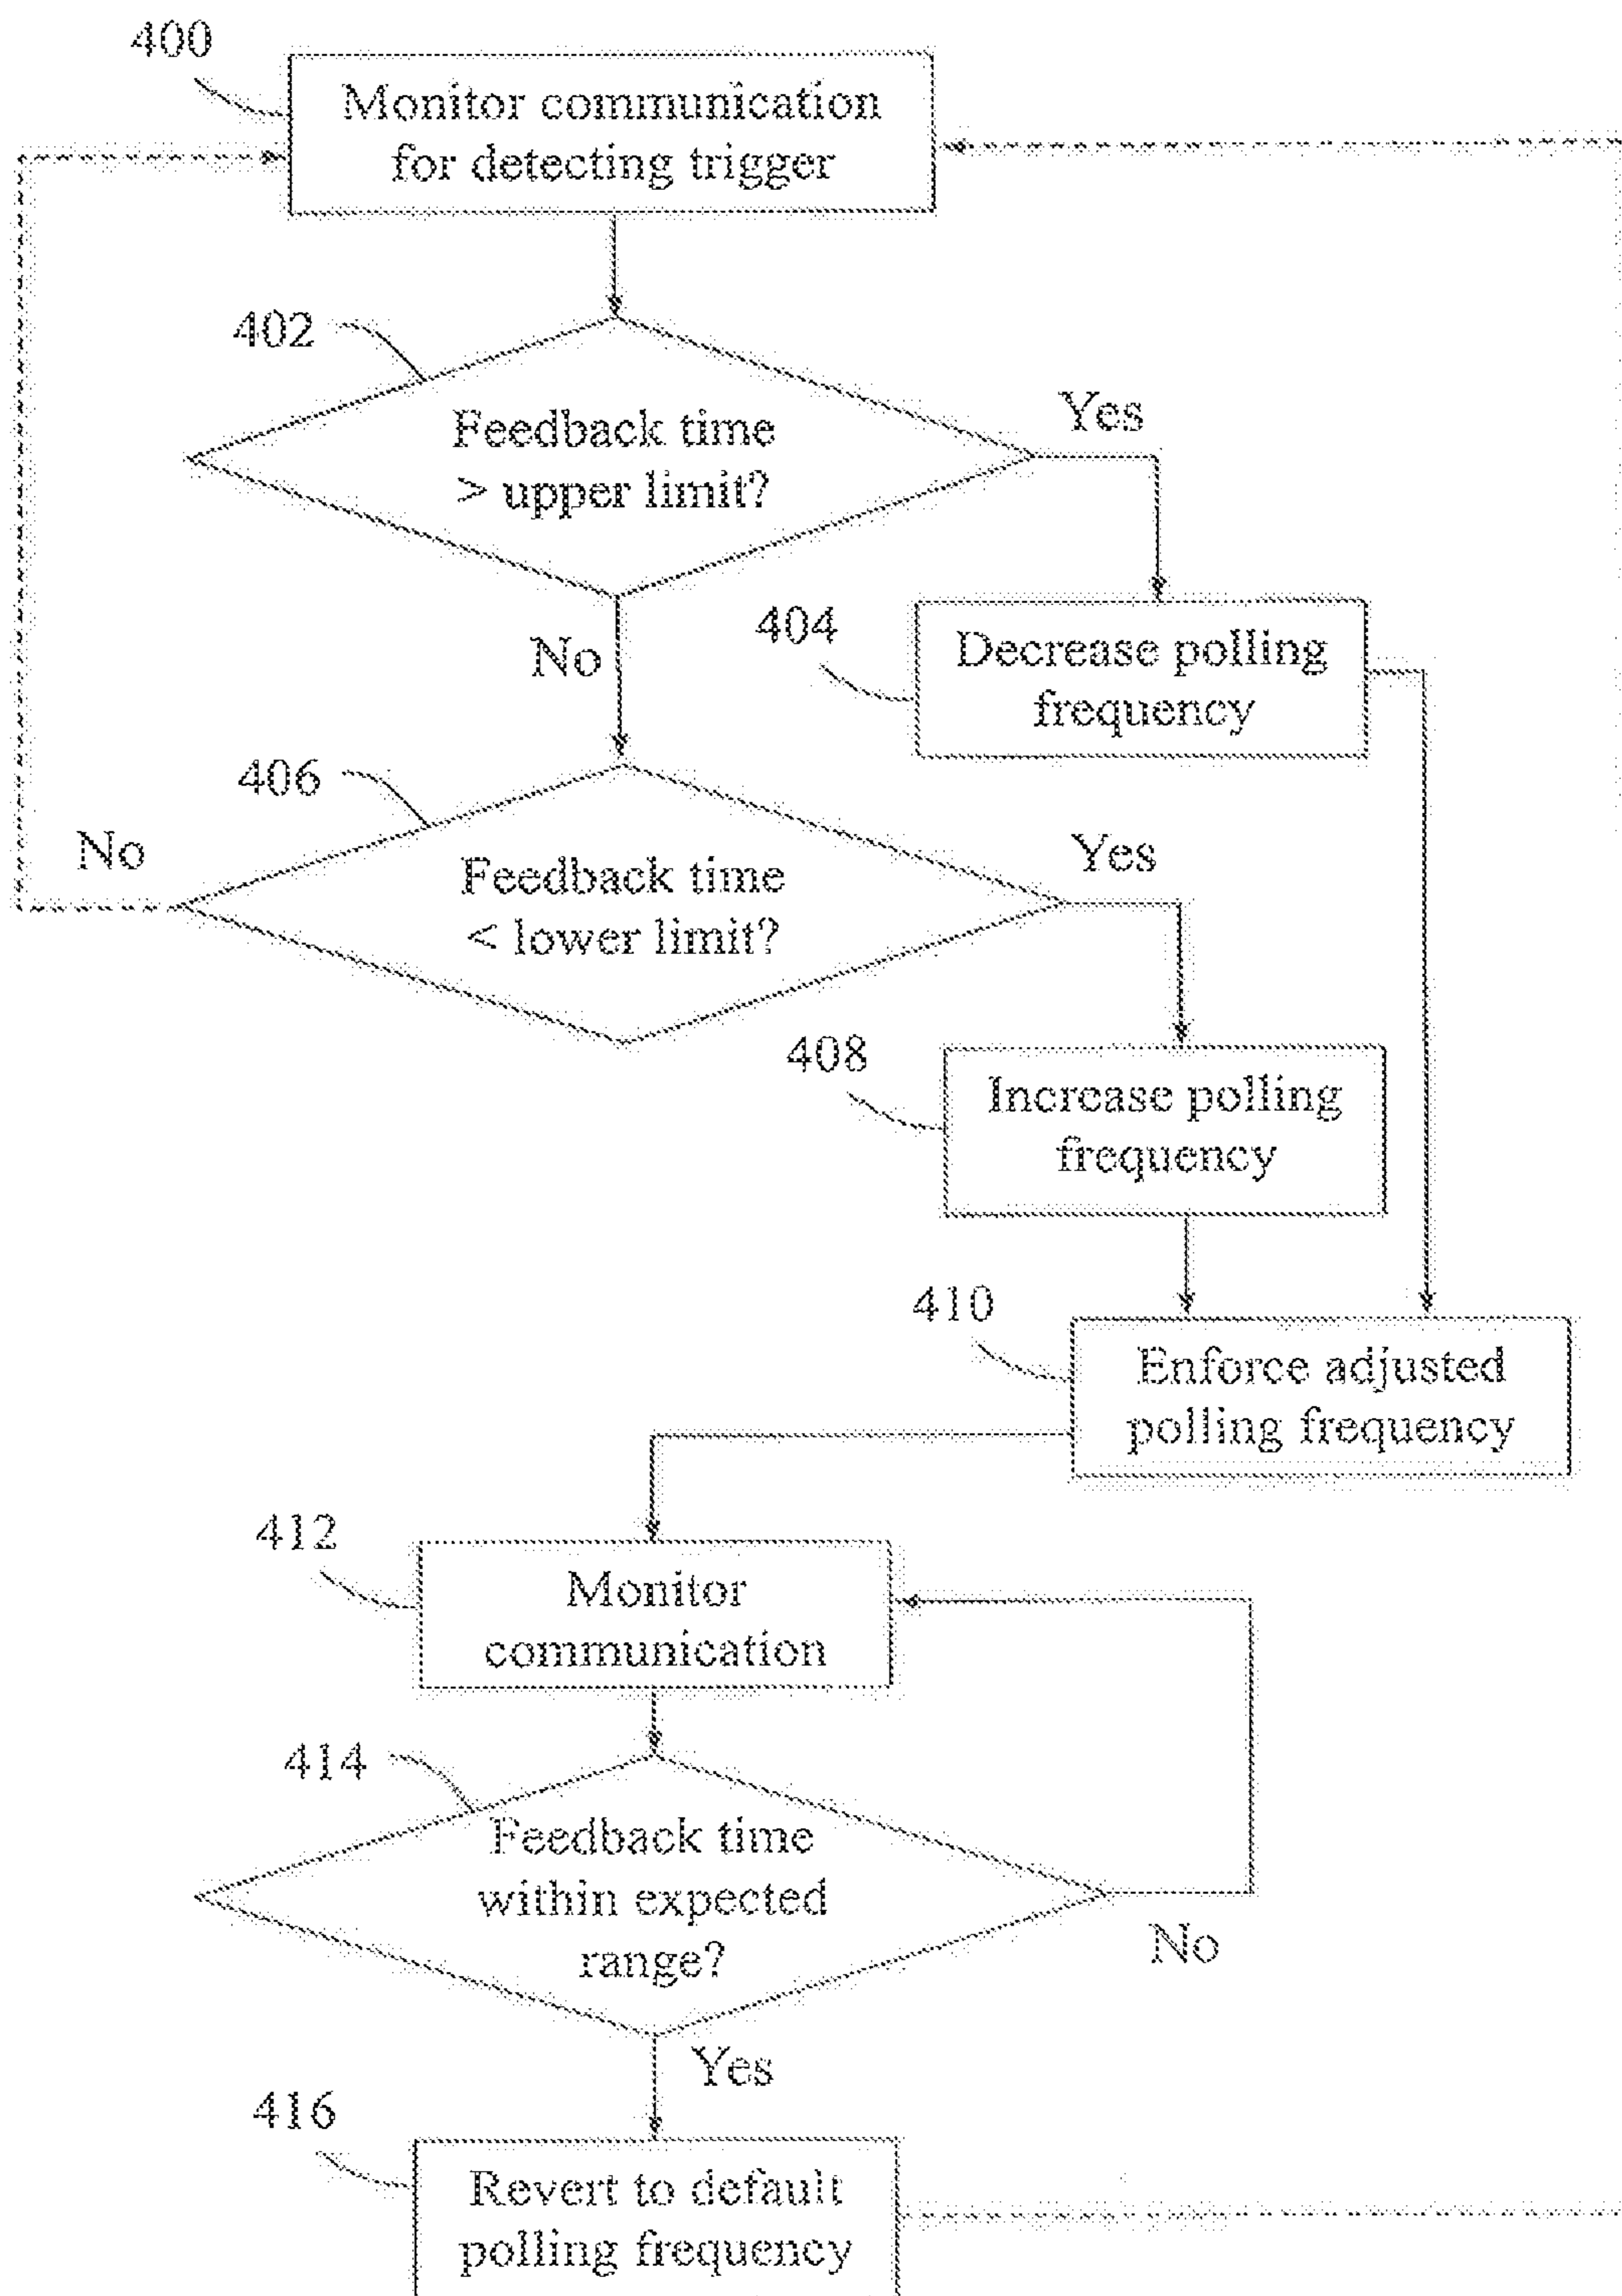 400
Monitor communication
for detecting trigger
402
Feedback time
> upper limit?
Yes
No
404
Decrease polling
frequency
406
No
Feedback time
< lower limit?
Yes
408
Increase polling
frequency
410
Enforce adjusted
polling frequency
412
Monitor
communication
414
Feedback time
within expected
range?
No
Yes
416
Revert to default
polling frequency